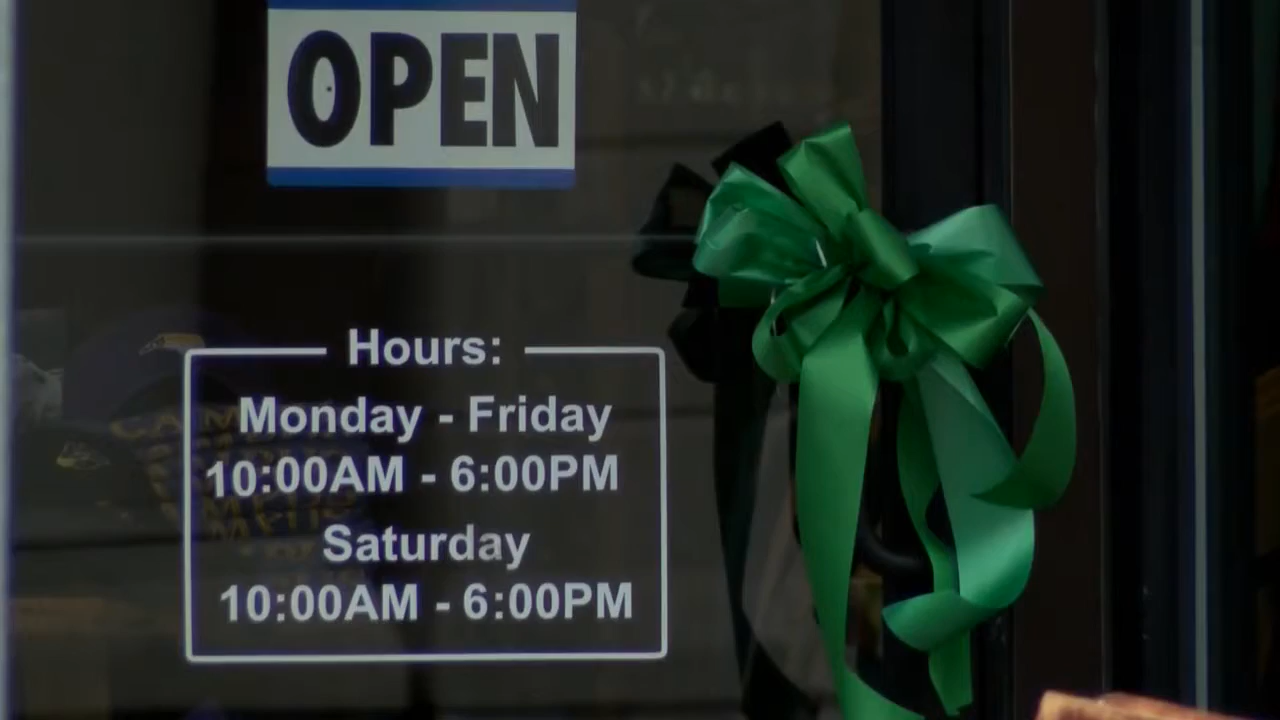 OPEN
Hours:
Monday - Friday
10:00AM - 6:00PM
Saturday
10:00AM - 6:00PM